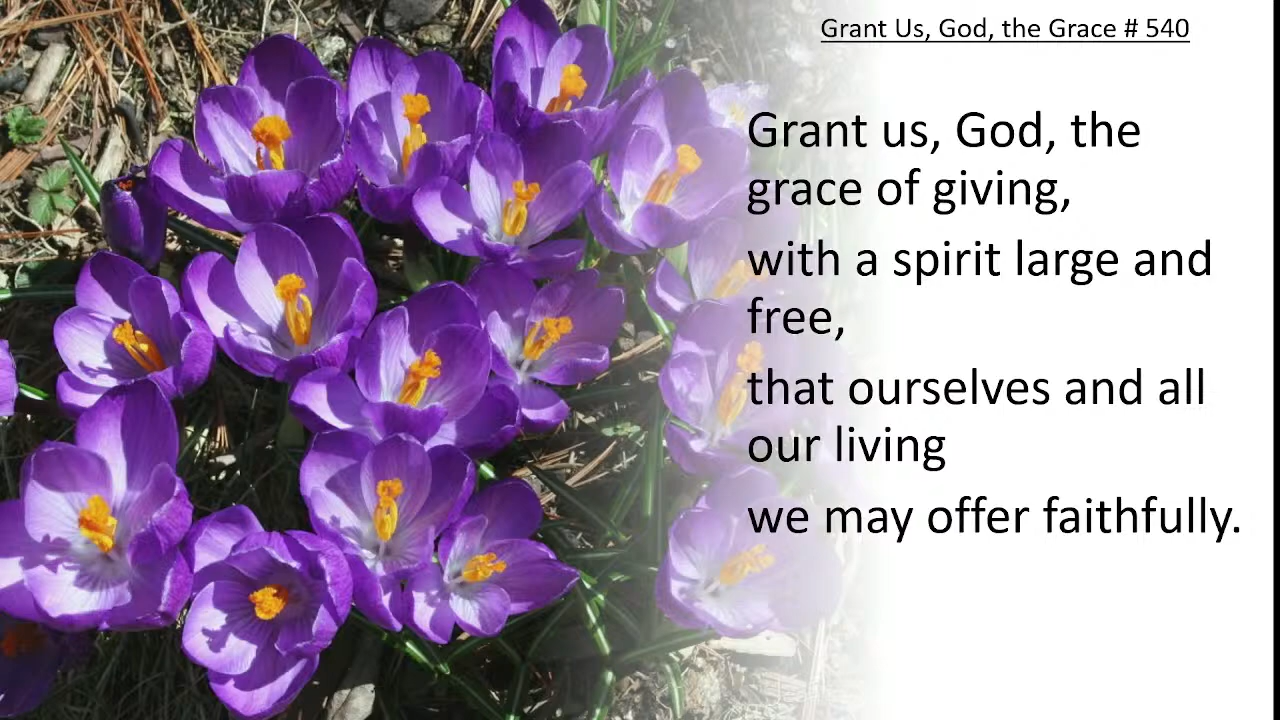 Grant Us, God, the Grace # 540
Grant us, God, the
grace of giving,
with a spirit large and
free,
that ourselves and all
our living
we may offer faithfully.